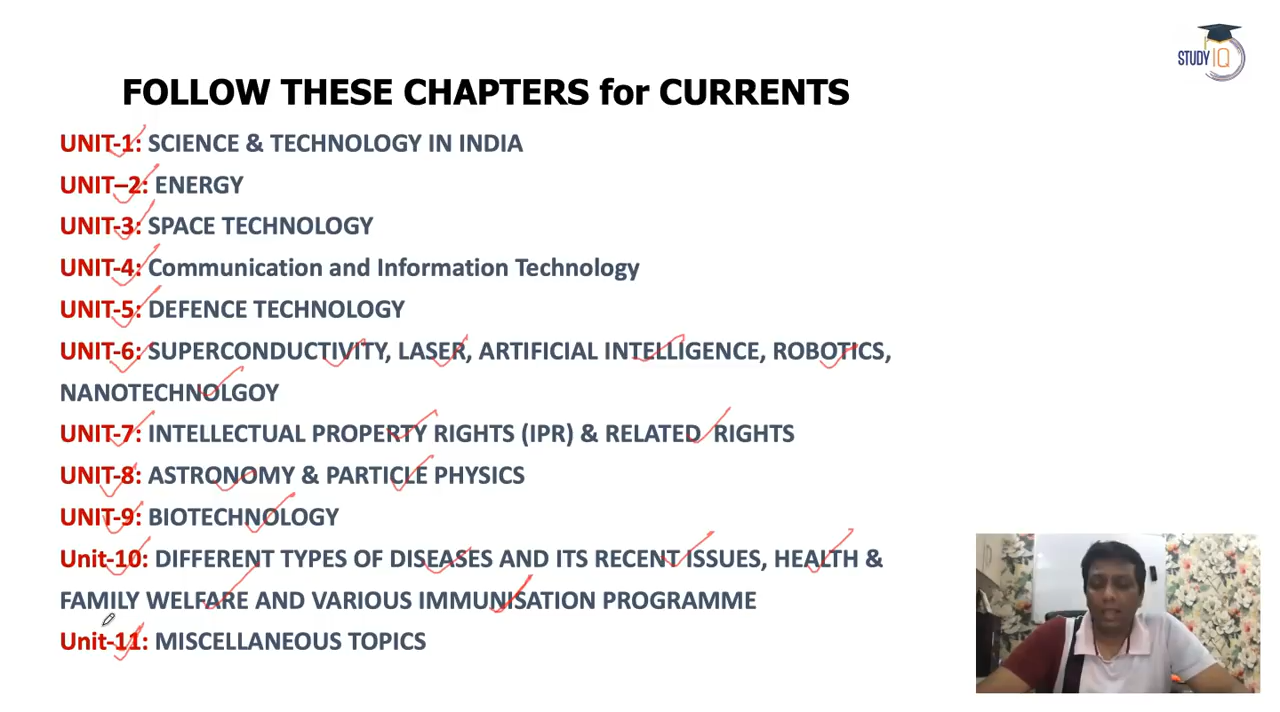 STUDY IQ
FOLLOW THESE CHAPTERS for CURRENTS
UNIT-1: SCIENCE & TECHNOLOGY IN INDIA
UNIT–2: ENERGY
UNIT-3: SPACE TECHNOLOGY
UNIT-4: Communication and Information Technology
UNIT-5: DEFENCE TECHNOLOGY
UNIT-6: SUPERCONDUCTIVITY, LASER, ARTIFICIAL INTELLIGENCE, ROBOTICS,
NANOTECHNOLGOY
UNIT-7: INTELLECTUAL PROPERTY RIGHTS (IPR) & RELATED RIGHTS
UNIT-8: ASTRONOMY & PARTICLE PHYSICS
UNIT-9: BIOTECHNOLOGY
Unit-10: DIFFERENT TYPES OF DISEASES AND ITS RECENT ISSUES, HEALTH &
FAMILY WELFARE AND VARIOUS IMMUNISATION PROGRAMME
Unit-11: MISCELLANEOUS TOPICS